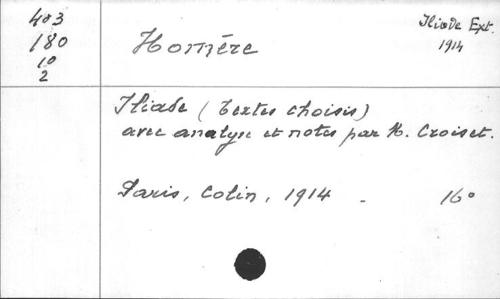 403
180
10
2
Homère
Iliade Ext.
1914
Iliade (textes choisis)
avec analyse et notes par M. Croiset.
Paris, Colin, 1914 - 16°